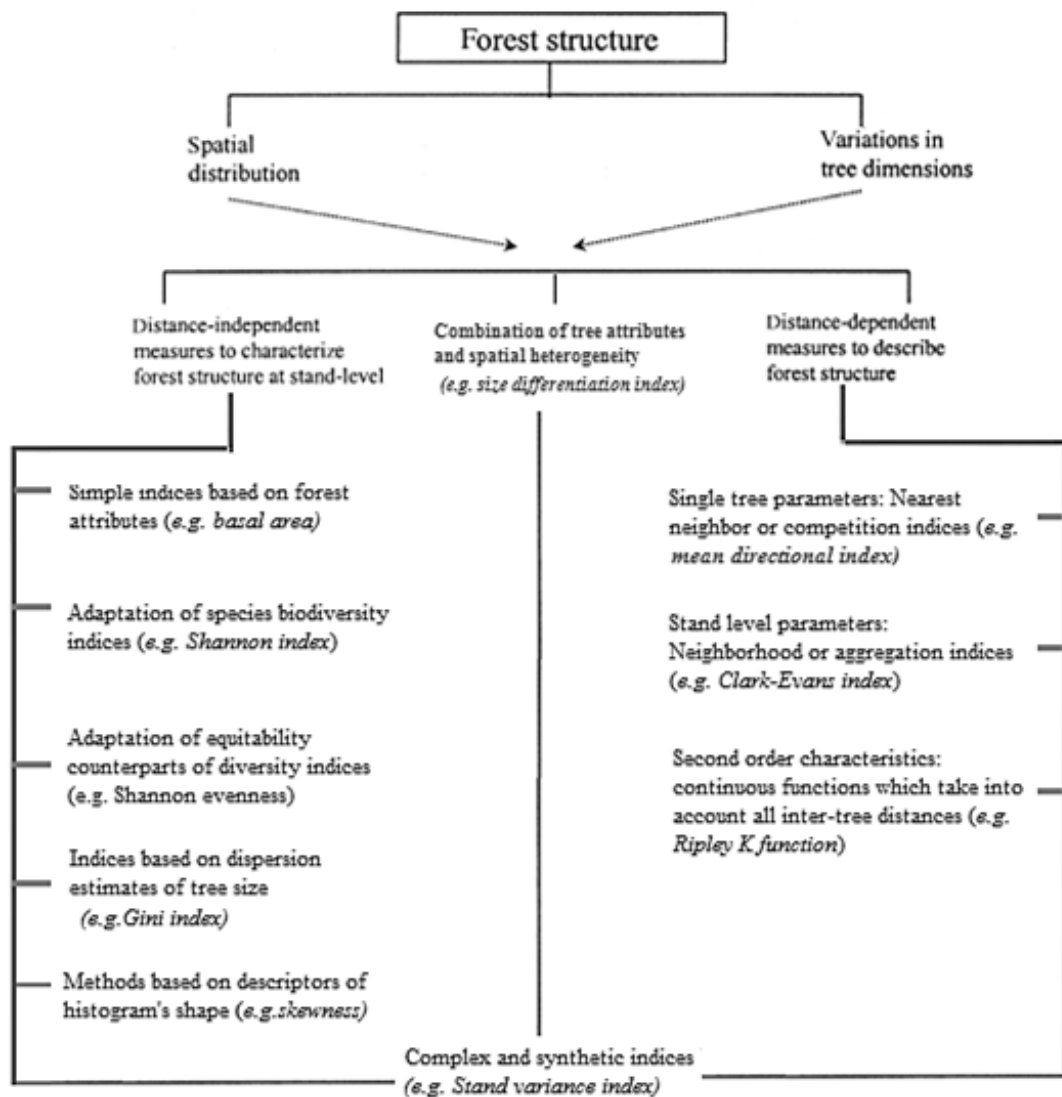 Forest structure
Spatial
distribution
Variations in
tree dimensions
Distance-independent
measures to characterize
forest structure at stand-level
Combination of tree attributes
and spatial heterogeneity
(e.g. size differentiation index)
Distance-dependent
measures to describe
forest structure
Simple indices based on forest
attributes (e.g. basal area)
Adaptation of species biodiversity
indices (e.g. Shannon index)
Adaptation of equitability
counterparts of diversity indices
(e.g. Shannon evenness)
Indices based on dispersion
estimates of tree size
(e.g.Gini index)
Methods based on descriptors of
histogram's shape (e.g.skewness)
Single tree parameters: Nearest
neighbor or competition indices (e.g.
mean directional index)
Stand level parameters:
Neighborhood or aggregation indices
(e.g. Clark-Evans index)
Second order characteristics:
continuous functions which take into
account all inter-tree distances (e.g.
Ripley K function)
Complex and synthetic indices
(e.g. Stand variance index)